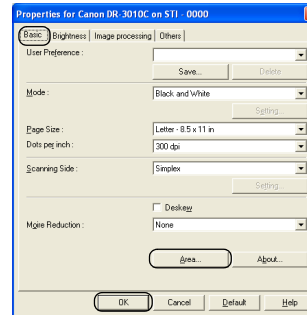 Properties for Canon DR-3010C on STI - 0000
Basic Brightness Image processing Others
User Preference :
Save... Delete
Mode : Black and White
Setting...
Page Size : Letter - 8.5 x 11 in
Dots per inch : 300 dpi
Scanning Side : Simplex
Setting...
Deskew
Moire Reduction : None
Area... About...
OK Cancel Default Help